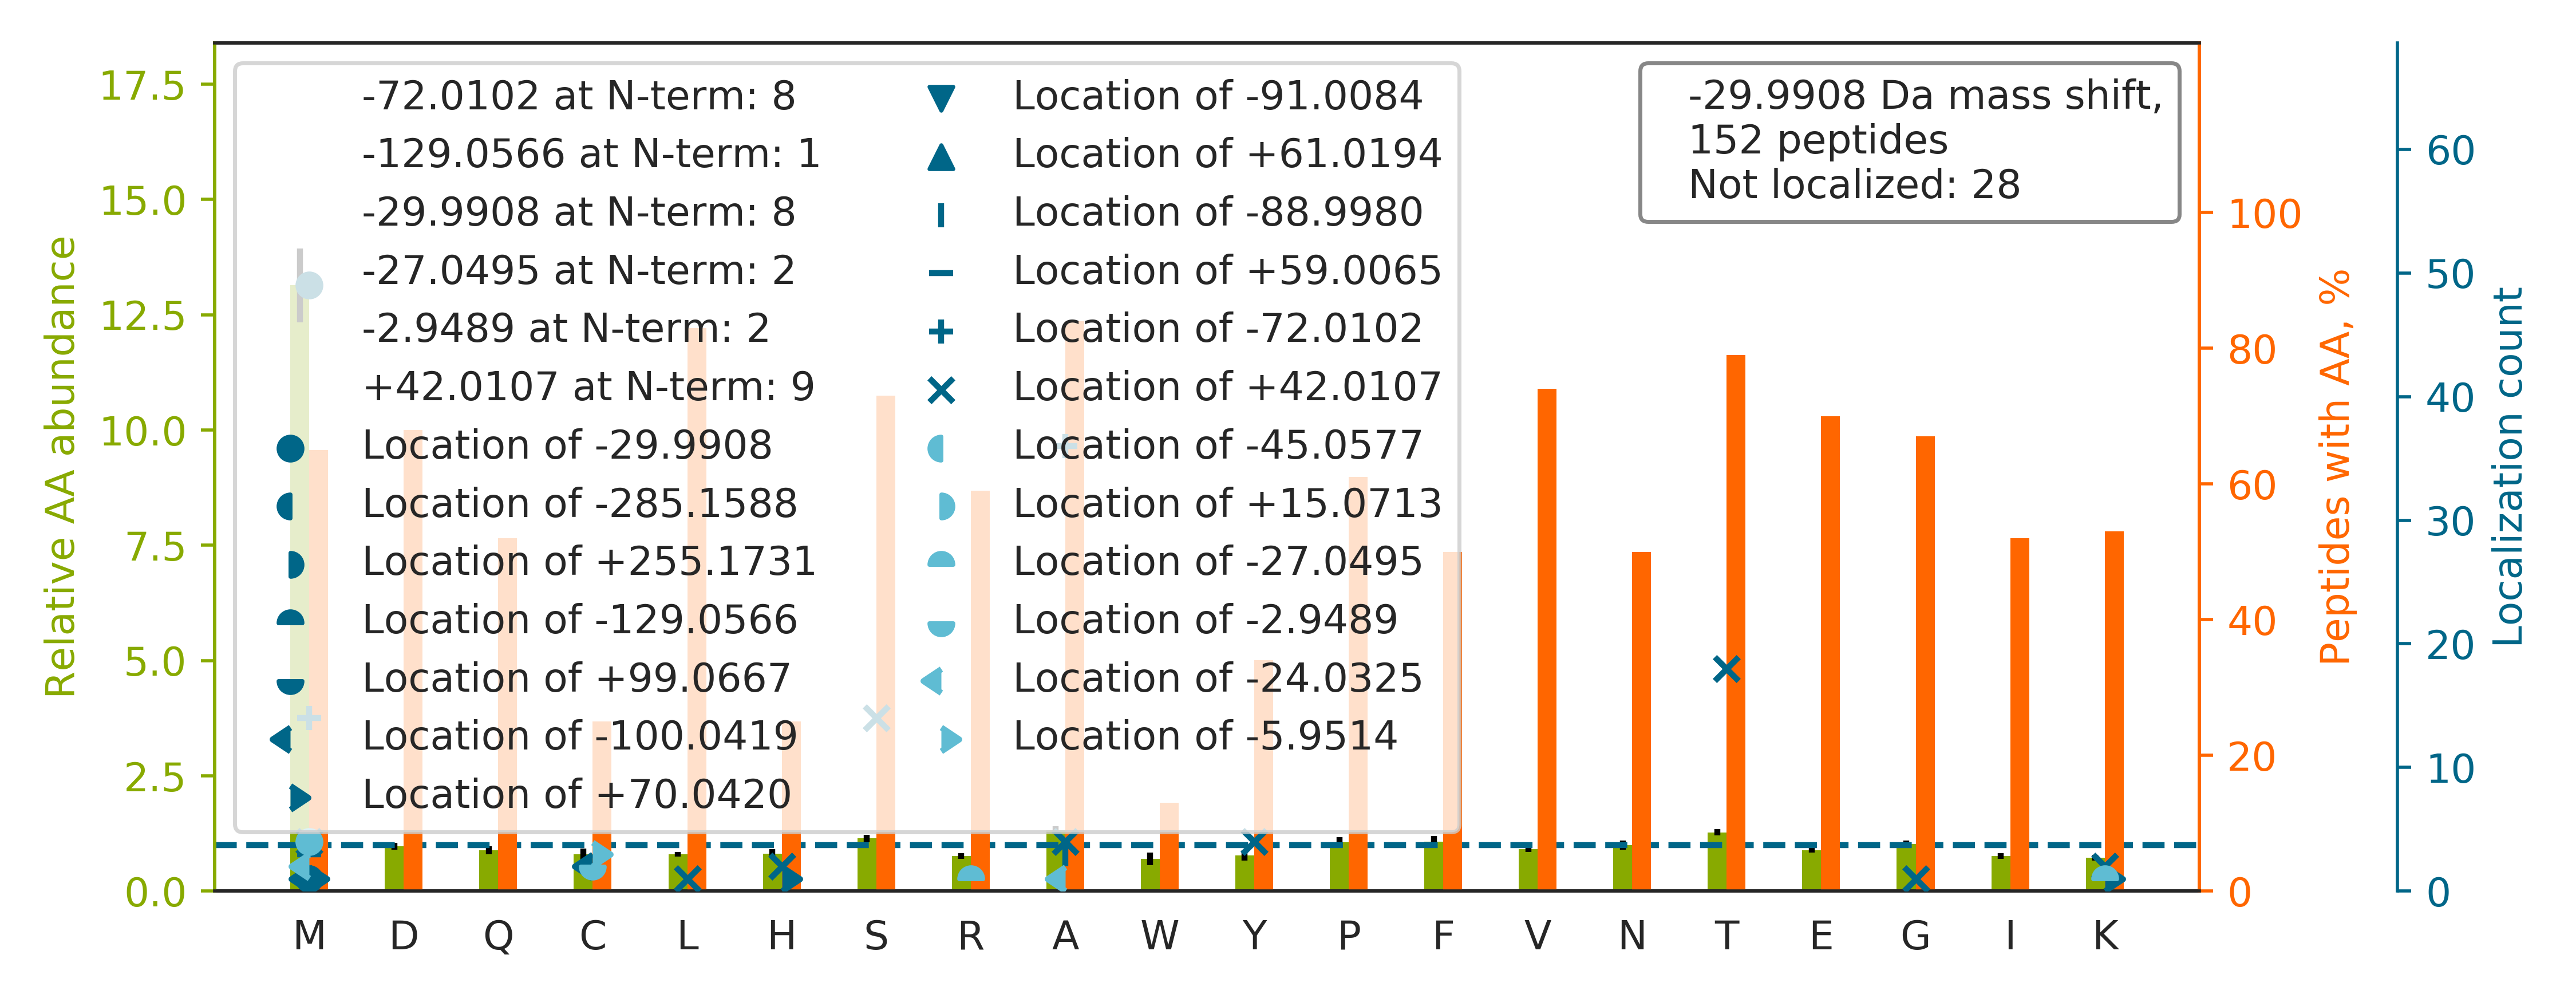 17.5
15.0
12.5
10.0
7.5
5.0
2.5
0.0
Relative AA abundance
-72.0102 at N-term: 8
-129.0566 at N-term: 1
-29.9908 at N-term: 8
-27.0495 at N-term: 2
-2.9489 at N-term: 2
+42.0107 at N-term: 9
Location of -29.9908
Location of -285.1588
Location of +255.1731
Location of -129.0566
Location of +99.0667
Location of -100.0419
Location of +70.0420
Location of -91.0084
Location of +61.0194
Location of -88.9980
Location of +59.0065
Location of -72.0102
Location of +42.0107
Location of -45.0577
Location of +15.0713
Location of -27.0495
Location of -2.9489
Location of -24.0325
Location of -5.9514
-29.9908 Da mass shift,
152 peptides
Not localized: 28
100
80
60
40
20
0
Peptides with AA, %
60
50
40
30
20
10
0
Localization count
M D Q C L H S R A W Y P F V N T E G I K